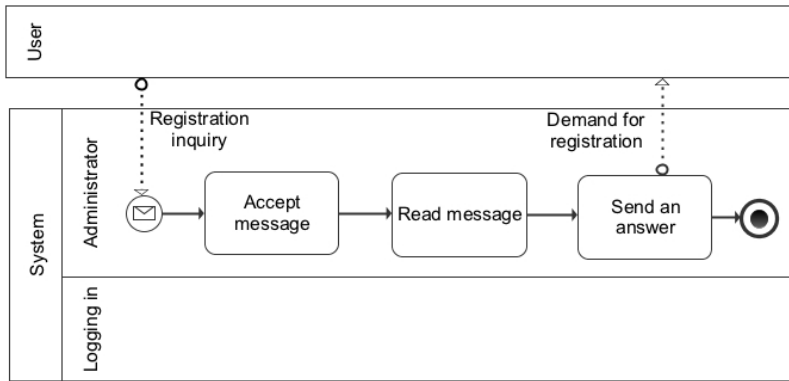 User
Registration
inquiry
Demand for
registration
System
Administrator
Accept
message
Read message
Send an
answer
Logging in